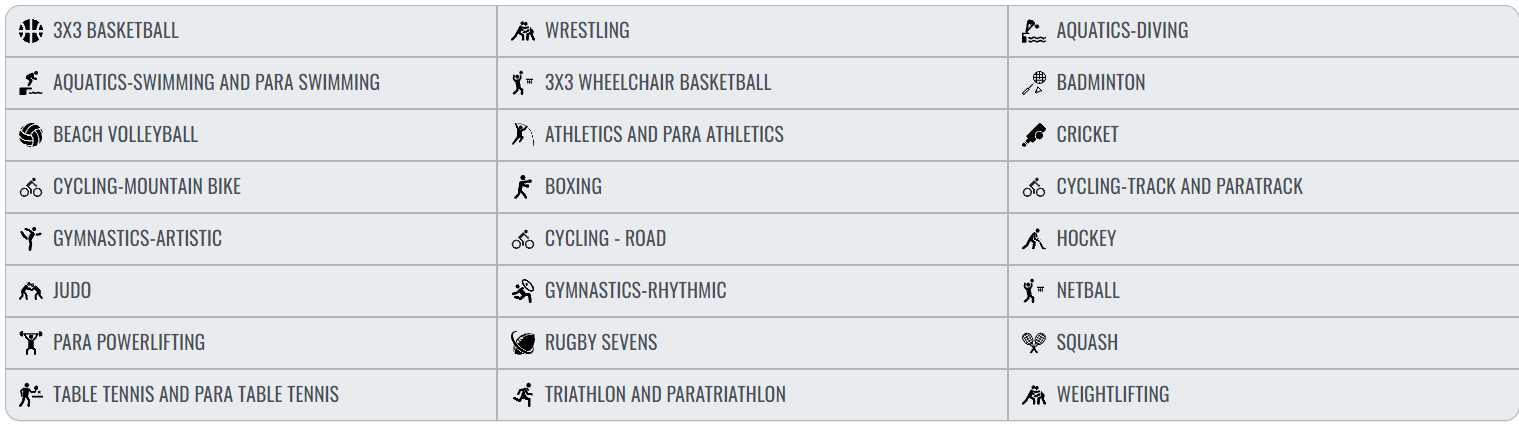 3X3 BASKETBALL
WRESTLING
AQUATICS-DIVING
AQUATICS-SWIMMING AND PARA SWIMMING
3X3 WHEELCHAIR BASKETBALL
BADMINTON
BEACH VOLLEYBALL
ATHLETICS AND PARA ATHLETICS
CRICKET
CYCLING-MOUNTAIN BIKE
BOXING
CYCLING-TRACK AND PARATRACK
GYMNASTICS-ARTISTIC
CYCLING - ROAD
HOCKEY
JUDO
GYMNASTICS-RHYTHMIC
NETBALL
PARA POWERLIFTING
RUGBY SEVENS
SQUASH
TABLE TENNIS AND PARA TABLE TENNIS
TRIATHLON AND PARATRIATHLON
WEIGHTLIFTING